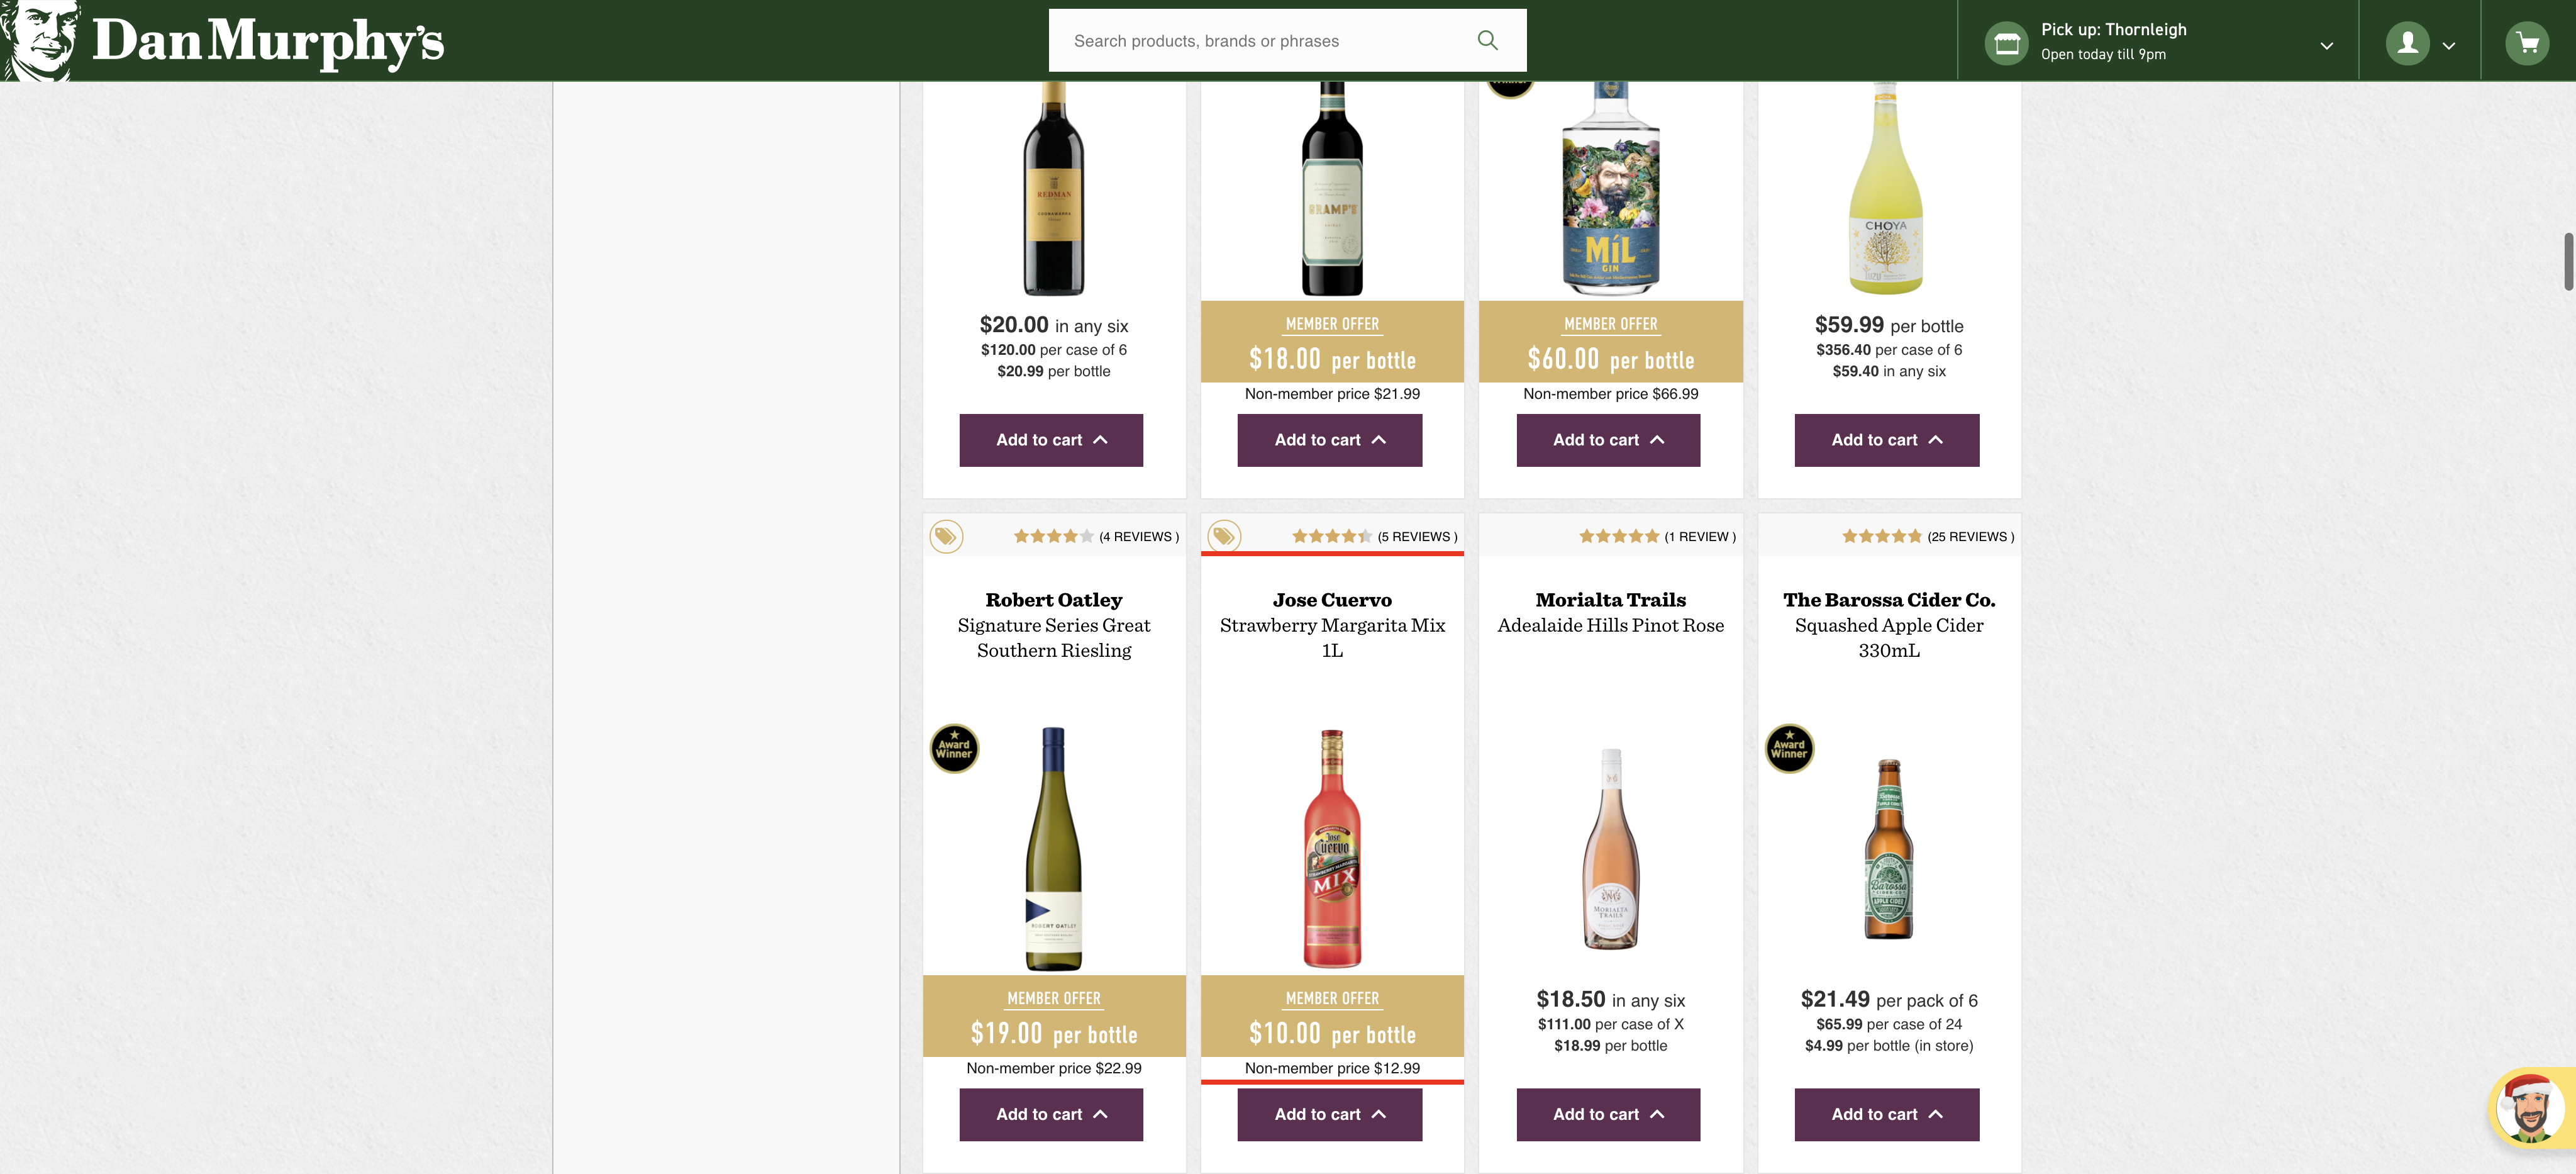 Dan Murphy's
Search products, brands or phrases
Pick up: Thornleigh
Open today till 9pm
REDMAN
COONAWARRA
GRAMP'S
MíL
GIN
CHOYA
YUZU
$20.00 in any six
$120.00 per case of 6
$20.99 per bottle
Add to cart
MEMBER OFFER
$18.00 per bottle
Non-member price $21.99
Add to cart
MEMBER OFFER
$60.00 per bottle
Non-member price $66.99
Add to cart
$59.99 per bottle
$356.40 per case of 6
$59.40 in any six
Add to cart
(4 REVIEWS )
Robert Oatley
Signature Series Great
Southern Riesling
Award
Winner
ROBERT OATLEY
MEMBER OFFER
$19.00 per bottle
Non-member price $22.99
Add to cart
(5 REVIEWS )
Jose Cuervo
Strawberry Margarita Mix
1L
Jose
Cuervo
STRAWBERRY MARGARITA
MIX
MEMBER OFFER
$10.00 per bottle
Non-member price $12.99
Add to cart
(1 REVIEW )
Morialta Trails
Adealaide Hills Pinot Rose
MORIALTA
TRAILS
$18.50 in any six
$111.00 per case of X
$18.99 per bottle
Add to cart
(25 REVIEWS )
The Barossa Cider Co.
Squashed Apple Cider
330mL
Award
Winner
Barossa
APPLE CIDER
Barossa
CIDER CO
APPLE CIDER
$21.49 per pack of 6
$65.99 per case of 24
$4.99 per bottle (in store)
Add to cart